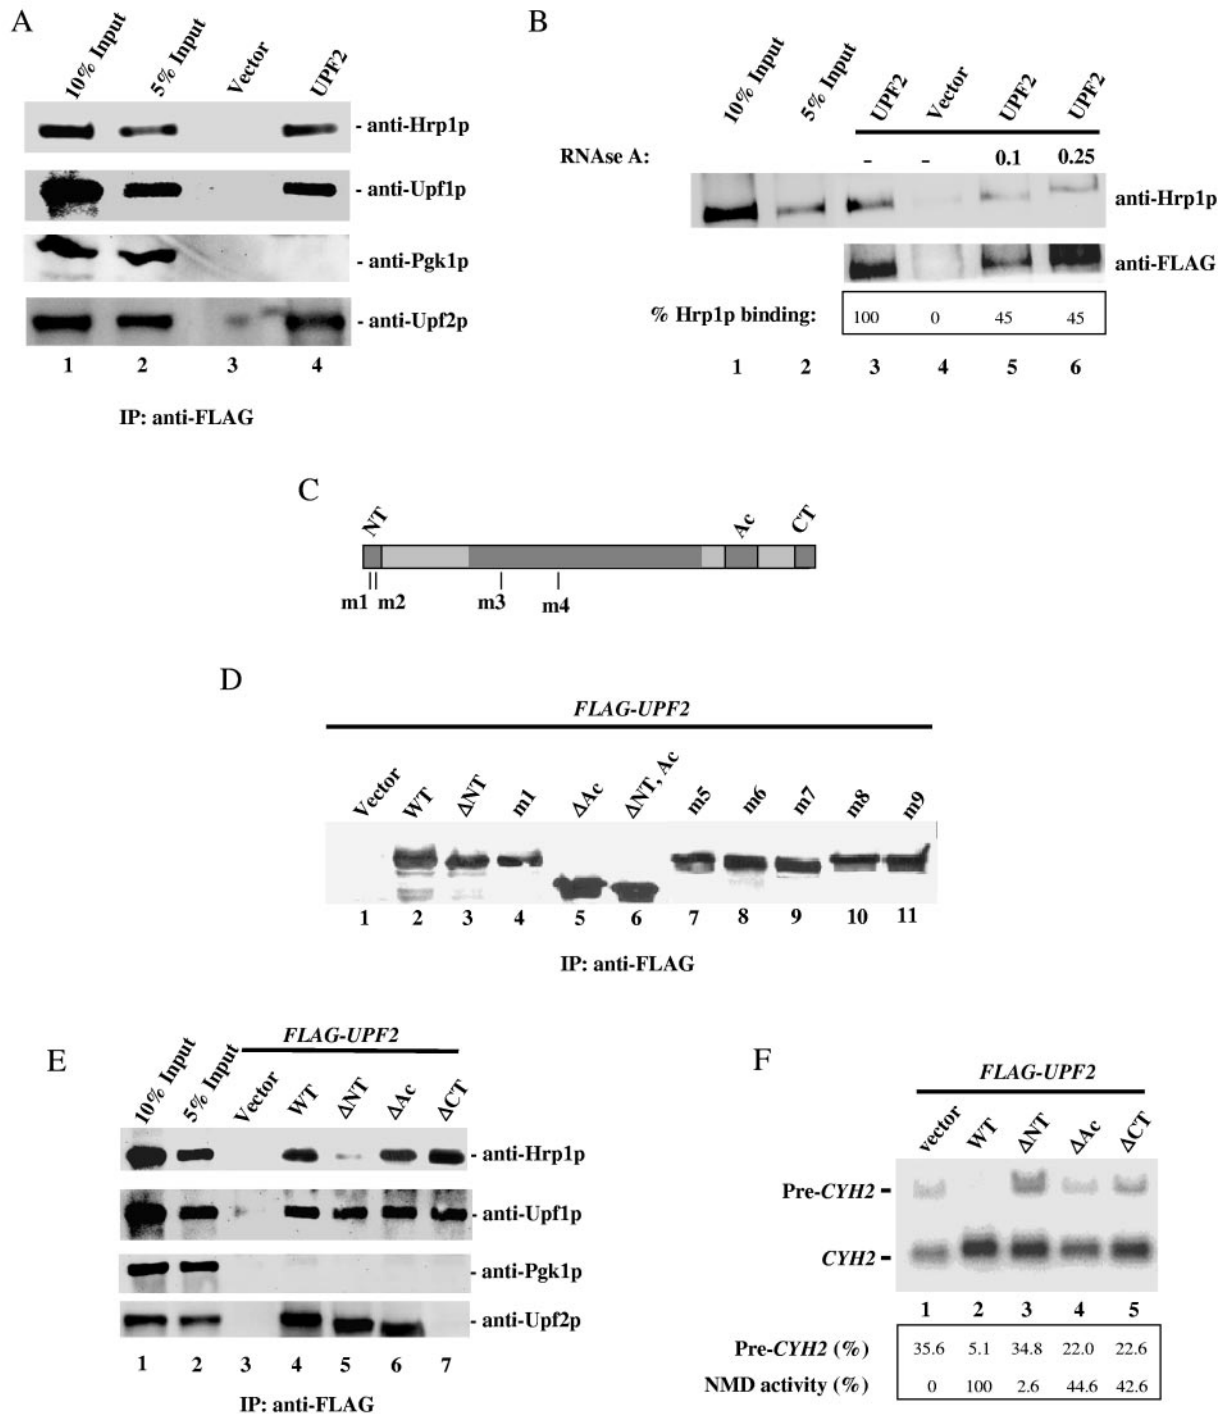 A
10% Input 5% Input Vector UPF2
- anti-Hrp1p
- anti-Upf1p
- anti-Pgk1p
- anti-Upf2p
1 2 3 4
IP: anti-FLAG
B
10% Input 5% Input UPF2 Vector UPF2 UPF2
RNAse A: - - 0.1 0.25
anti-Hrp1p
anti-FLAG
% Hrp1p binding: 100 0 45 45
1 2 3 4 5 6
C
NT Ac CT
m1 m2 m3 m4
D
FLAG-UPF2
Vector WT ΔNT m1 ΔAc ΔNT, Ac m5 m6 m7 m8 m9
1 2 3 4 5 6 7 8 9 10 11
IP: anti-FLAG
E
FLAG-UPF2
10% Input 5% Input Vector WT ΔNT ΔAc ΔCT
- anti-Hrp1p
- anti-Upf1p
- anti-Pgk1p
- anti-Upf2p
1 2 3 4 5 6 7
IP: anti-FLAG
F
FLAG-UPF2
vector WT ΔNT ΔAc ΔCT
Pre-CYH2 -
CYH2 -
1 2 3 4 5
Pre-CYH2 (%) 35.6 5.1 34.8 22.0 22.6
NMD activity (%) 0 100 2.6 44.6 42.6